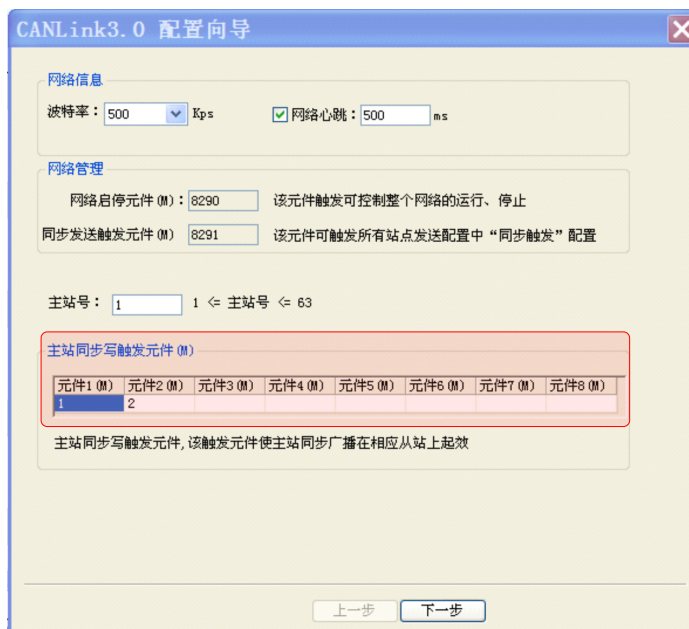 CANLink3.0 配置向导
网络信息
波特率： 500 Kps 网络心跳： 500 ms
网络管理
网络启停元件(M)： 8290 该元件触发可控制整个网络的运行、停止
同步发送触发元件(M) 8291 该元件可触发所有站点发送配置中“同步触发”配置
主站号： 1 1 <= 主站号 <= 63
主站同步写触发元件(M)
元件1(M) 元件2(M) 元件3(M) 元件4(M) 元件5(M) 元件6(M) 元件7(M) 元件8(M)
1 2
主站同步写触发元件,该触发元件使主站同步广播在相应从站上起效
上一步 下一步